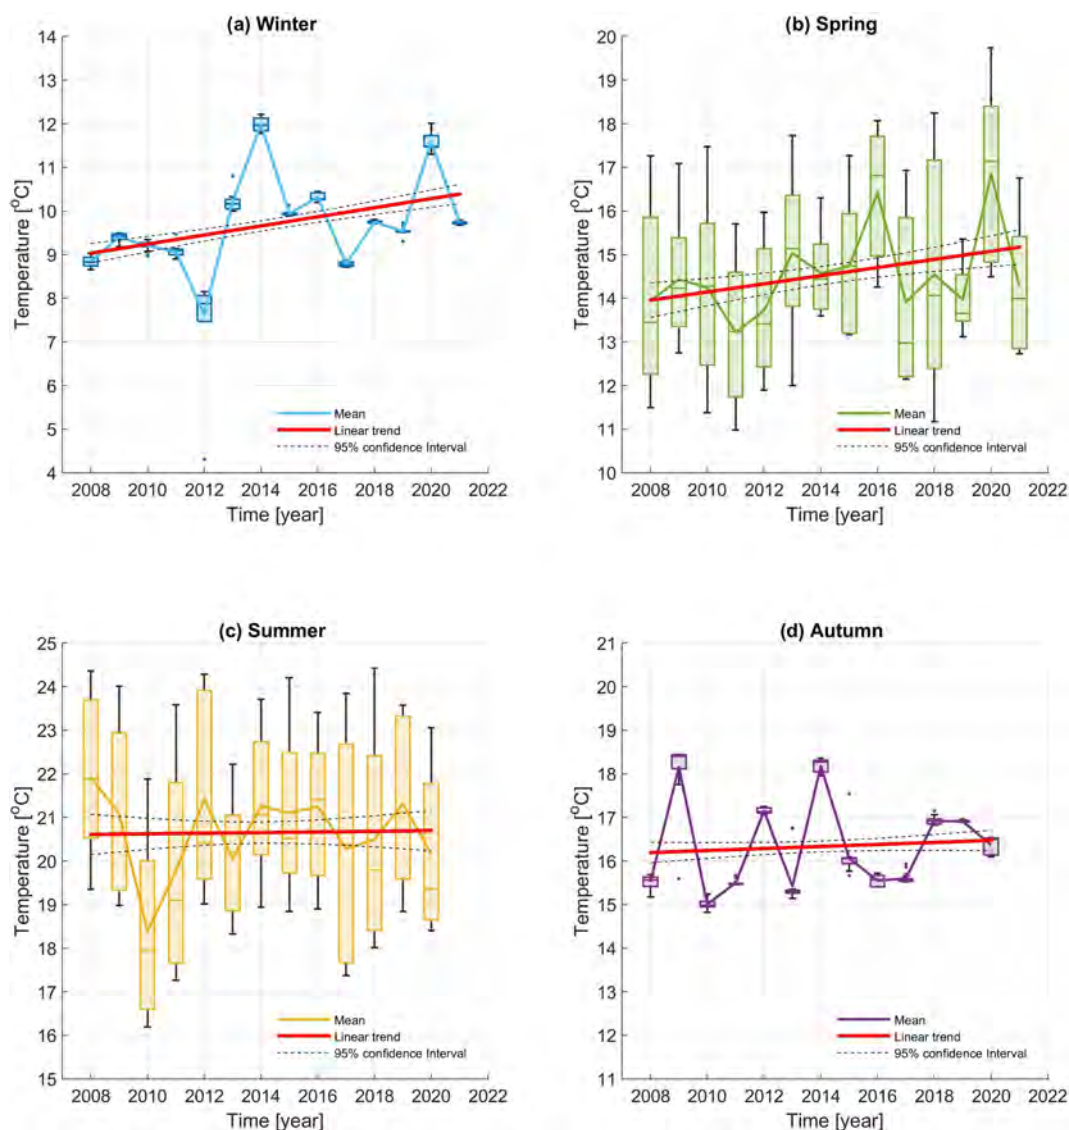 (a) Winter
14
13
12
11
10
9
8
7
6
5
4
Temperature [°C]
Mean
Linear trend
95% confidence Interval
2008 2010 2012 2014 2016 2018 2020 2022
Time [year]
(b) Spring
20
19
18
17
16
15
14
13
12
11
10
Temperature [°C]
Mean
Linear trend
95% confidence Interval
2008 2010 2012 2014 2016 2018 2020 2022
Time [year]
(c) Summer
25
24
23
22
21
20
19
18
17
16
15
Temperature [°C]
Mean
Linear trend
95% confidence Interval
2008 2010 2012 2014 2016 2018 2020 2022
Time [year]
(d) Autumn
21
20
19
18
17
16
15
14
13
12
11
Temperature [°C]
Mean
Linear trend
95% confidence Interval
2008 2010 2012 2014 2016 2018 2020 2022
Time [year]